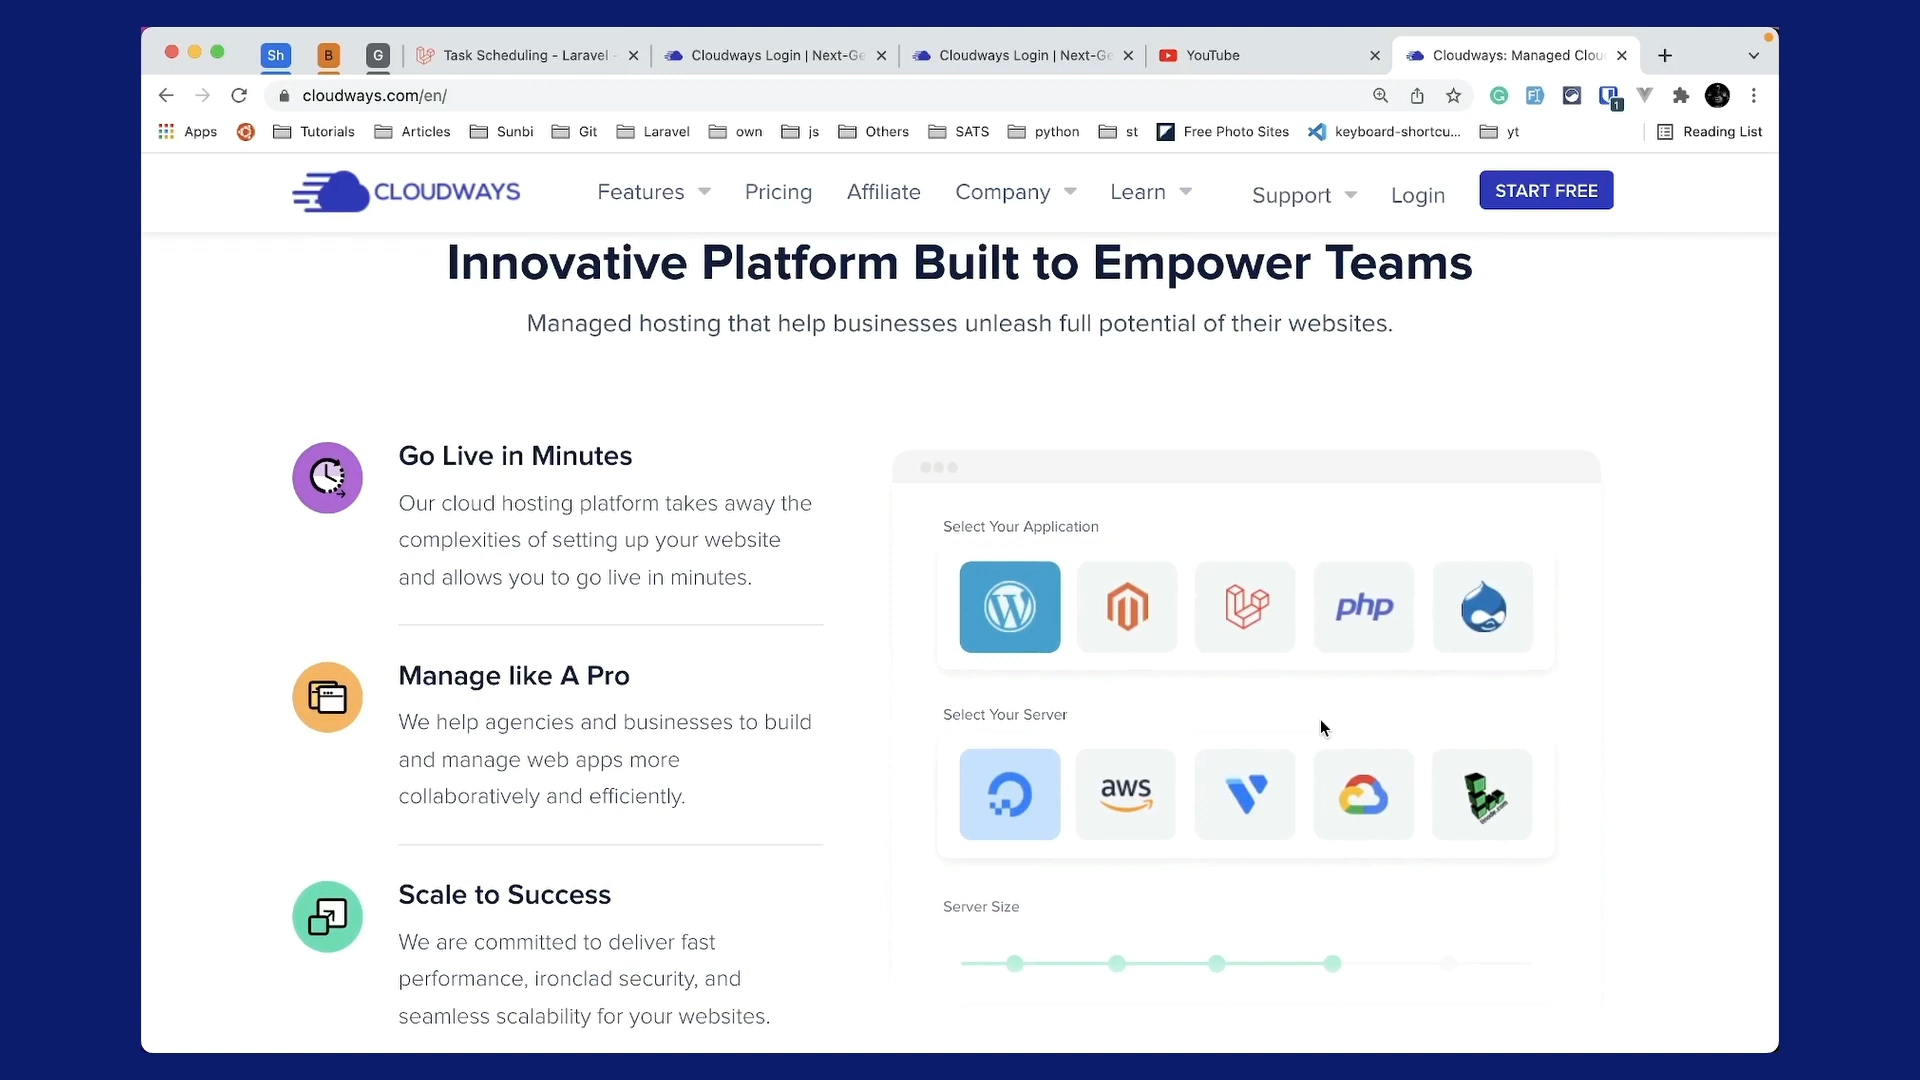 Sh
B
G
Task Scheduling - Laravel -
Cloudways Login | Next-Ge
Cloudways Login | Next-Ge
YouTube
Cloudways: Managed Clou
cloudways.com/en/
1
Apps
Tutorials
Articles
Sunbi
Git
Laravel
own
js
Others
SATS
python
st
Free Photo Sites
keyboard-shortcu...
yt
Reading List
CLOUDWAYS
Features
Pricing
Affiliate
Company
Learn
Support
Login
START FREE
Innovative Platform Built to Empower Teams
Managed hosting that help businesses unleash full potential of their websites.
Go Live in Minutes
Our cloud hosting platform takes away the
complexities of setting up your website
and allows you to go live in minutes.
Manage like A Pro
We help agencies and businesses to build
and manage web apps more
collaboratively and efficiently.
Scale to Success
We are committed to deliver fast
performance, ironclad security, and
seamless scalability for your websites.
Select Your Application
php
Select Your Server
aws
Server Size